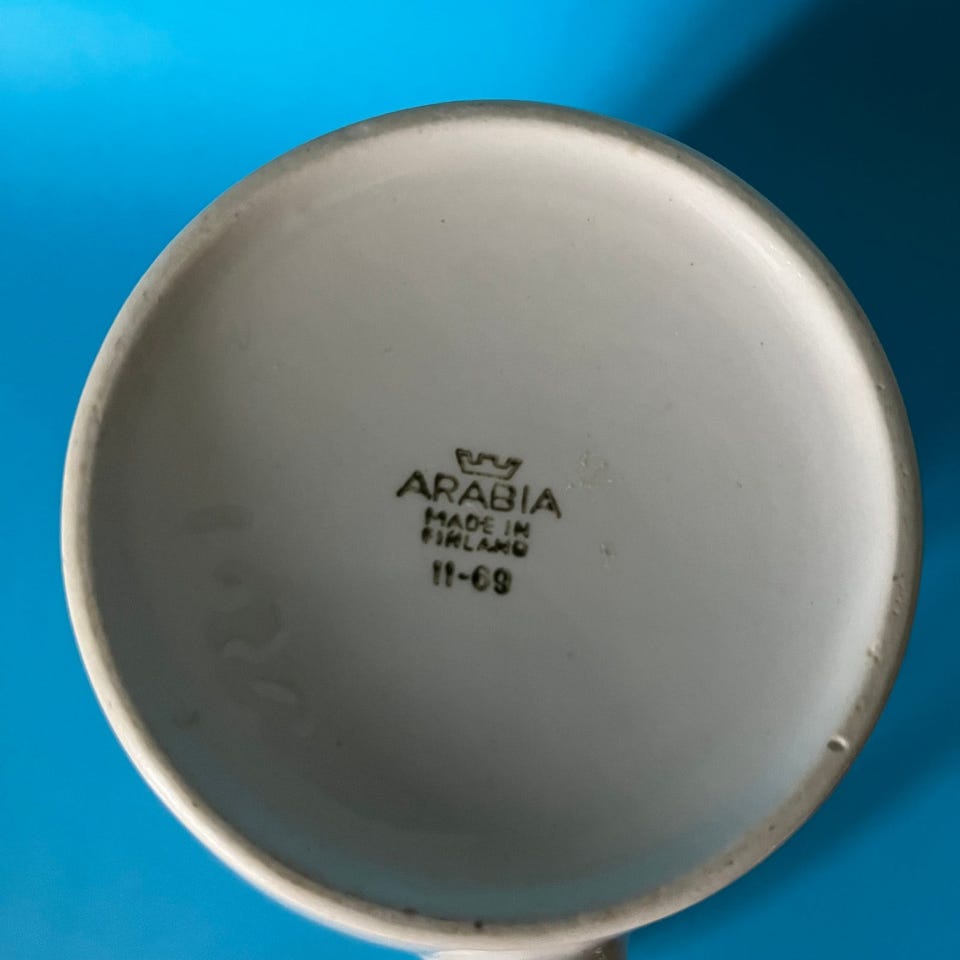 ARABIA
MADE IN
FINLAND
11-69